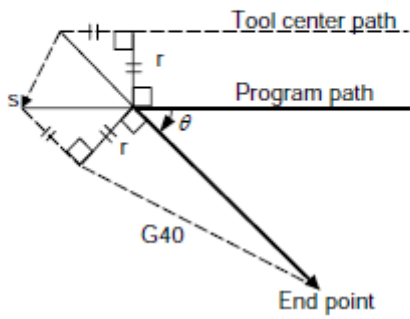 Tool center path
r
Program path
s
θ
r
G40
End point